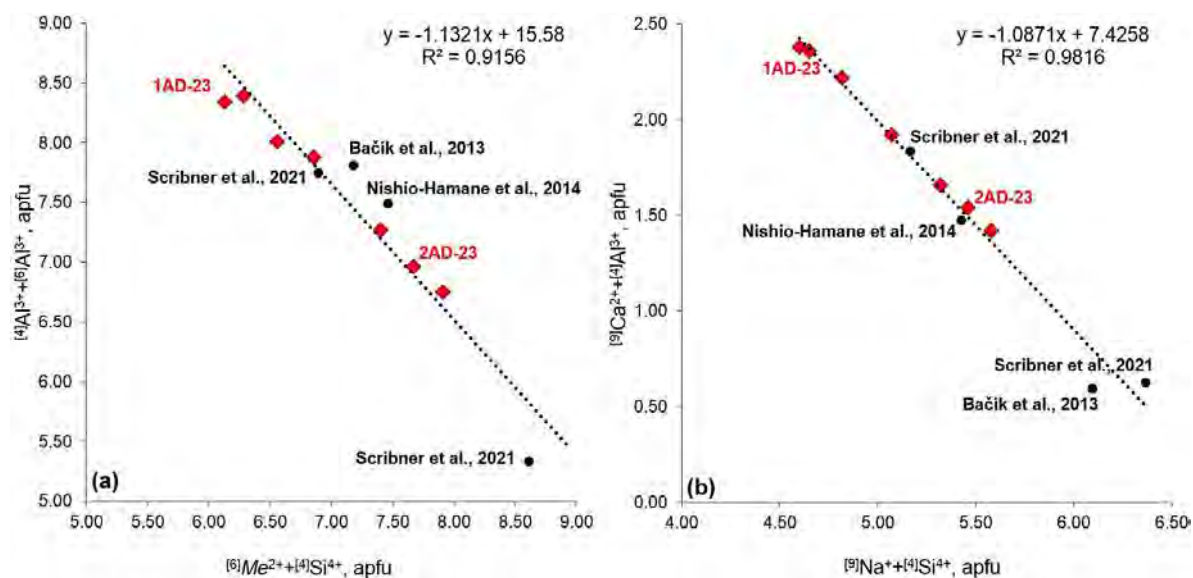 y = -1.1321x + 15.58
R² = 0.9156
9.00
8.50
8.00
7.50
7.00
6.50
6.00
5.50
5.00
[4]Al3++[6]Al3+, apfu
1AD-23
Bačik et al., 2013
Scribner et al., 2021
Nishio-Hamane et al., 2014
2AD-23
Scribner et al., 2021
(a)
5.00 5.50 6.00 6.50 7.00 7.50 8.00 8.50 9.00
[6]Me2++[4]Si4+, apfu
y = -1.0871x + 7.4258
R² = 0.9816
2.50
2.00
1.50
1.00
0.50
0.00
[9]Ca2++[4]Al3+, apfu
1AD-23
Scribner et al., 2021
2AD-23
Nishio-Hamane et al., 2014
Scribner et al., 2021
Bačik et al., 2013
(b)
4.00 4.50 5.00 5.50 6.00 6.50
[9]Na++[4]Si4+, apfu